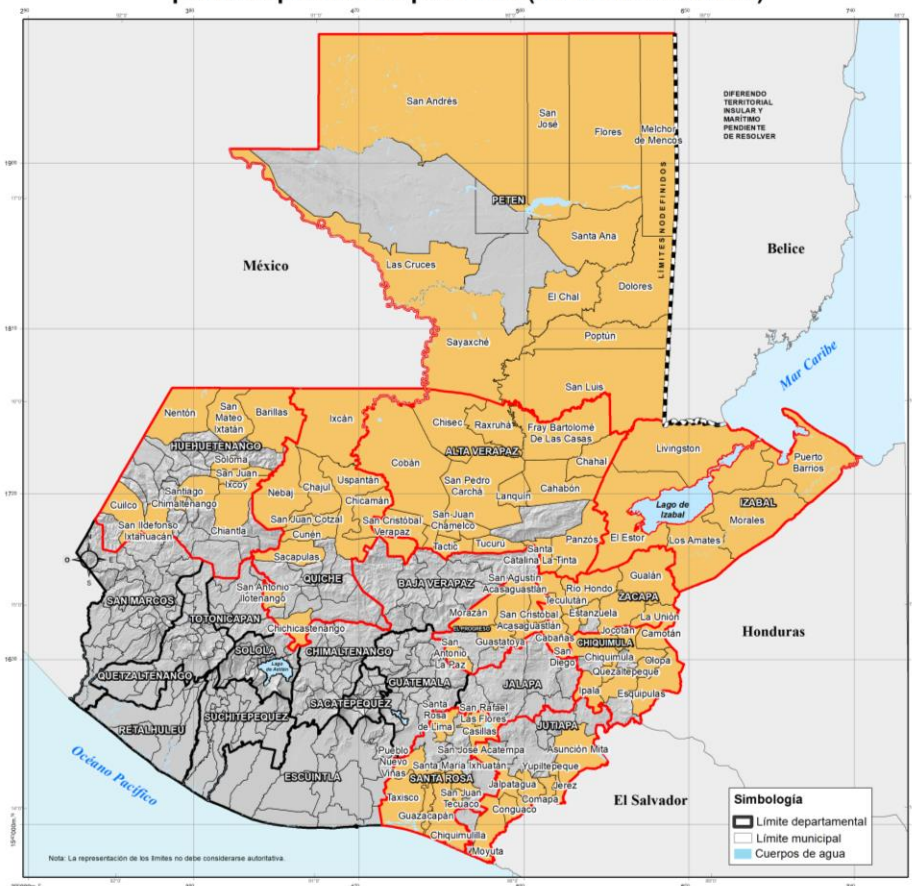 San Andrés
San
José
Flores
Melchor
de Mencos
DIFERENDO
TERRITORIAL
INSULAR Y
MARÍTIMO
PENDIENTE
DE RESOLVER
PETEN
LÍMITES NO DEFINIDOS
Santa Ana
México
Belice
Las Cruces
Dolores
El Chal
Sayaxché
Poptún
Mar Caribe
San Luis
Nentón
San
Mateo
Ixtatán
Barillas
Ixcán
Chisec
Raxruhá
Fray Bartolomé
De Las Casas
HUEHUETENANGO
Soloma
ALTA VERAPAZ
Livingston
Puerto
Barrios
San Juan
Ixcoy
Cobán
Chahal
Nebaj
Chajul
Uspantán
San Pedro
Carchá
Lanquín
Cahabón
Cuilco
Santiago
Chimaltenango
Chicamán
Lago de
Izabal
IZABAL
San Ildefonso
Ixtahuacán
Chiantla
San Juan Cotzal
San Cristóbal
Verapaz
San Juan
Chamelco
Morales
Cunén
Tactic
Tucurú
Panzós
El Estor
Los Amates
Sacapulas
Santa
Catalina La Tinta
QUICHE
BAJA VERAPAZ
San Agustín
Acasaguastlán
Gualán
Río Hondo
ZACAPA
Teculután
Estanzuela
SAN MARCOS
San Antonio
Ilotenango
TOTONICAPAN
Morazán
San Cristóbal
Acasaguastlán
La Unión
Chichicastenango
EL PROGRESO
Guastatoya
Cabañas
Jocotán
Camotán
CHIQUIMULA
Honduras
SOLOLA
CHIMALTENANGO
San
Antonio
La Paz
San
Diego
Chiquimula
Olopa
Quezaltepeque
QUETZALTENANGO
GUATEMALA
JALAPA
Ipala
Esquipulas
SACATEPEQUEZ
SUCHITEPEQUEZ
Santa
Rosa
de Lima
San Rafael
Las Flores
Casillas
RETALHULEU
JUTIAPA
Asunción Mita
Océano Pacífico
ESCUINTLA
Pueblo
Nuevo
Viñas
San José Acatempa
Santa María Ixhuatán
Yupiltepeque
SANTA ROSA
Jalpatagua
Jerez
Taxisco
San Juan
Tecuaco
Comapa
El Salvador
Conguaco
Guazacapán
Chiquimulilla
Moyuta
Simbología
Límite departamental
Límite municipal
Cuerpos de agua
Nota: La representación de los límites no debe considerarse autoritativa.